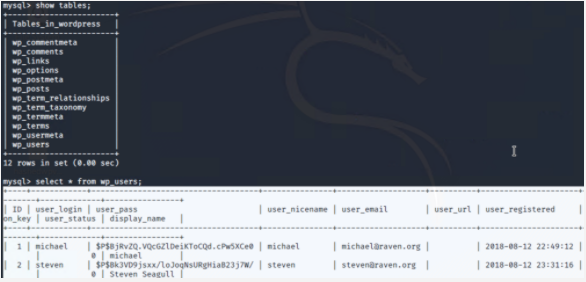 mysql> show tables;
+-----------------------+
| Tables_in_wordpress |
+-----------------------+
| wp_commentmeta
| wp_comments
| wp_links
| wp_options
| wp_postmeta
| wp_posts
| wp_term_relationships
| wp_term_taxonomy
| wp_termmeta
| wp_terms
| wp_usermeta
| wp_users
+-----------------------+
12 rows in set (0.00 sec)
mysql> select * from wp_users;
| ID | user_login | user_pass | user_nicename | user_email | user_url | user_registered |
on_key | user_status | display_name |
| 1 | michael | $P$BjRvZQ.VQcGZlDeiKToCQd.cPw5XCe0 | michael | michael@raven.org | | 2018-08-12 22:49:12 |
| 0 | michael |
| 2 | steven | $P$Bk3VD9jsxx/loJoqNsURgHiaB23j7W/ | steven | steven@raven.org | | 2018-08-12 23:31:16 |
| 0 | Steven Seagull |